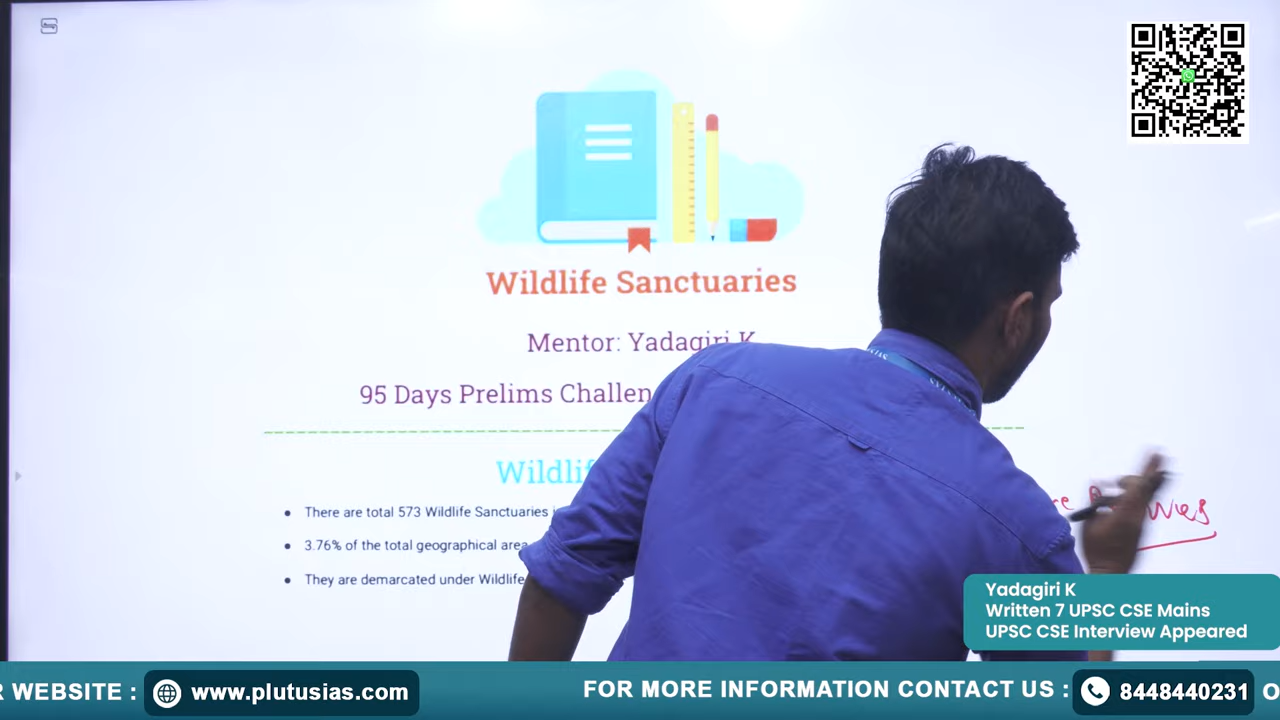 Wildlife Sanctuaries
Mentor: Yadagiri K
95 Days Prelims Challen
Wildlif
There are total 573 Wildlife Sanctuaries
3.76% of the total geographical area
They are demarcated under Wildlife
Yadagiri K
Written 7 UPSC CSE Mains
UPSC CSE Interview Appeared
R WEBSITE : www.plutusias.com FOR MORE INFORMATION CONTACT US : 8448440231 O